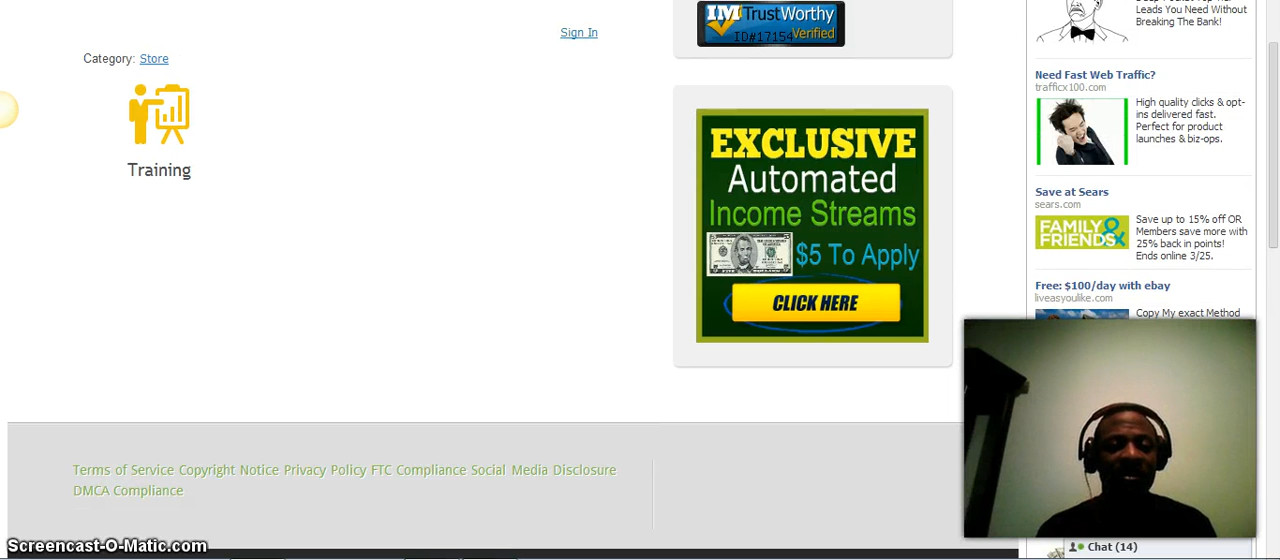 Sign In
Category: Store
Training
IM TrustWorthy
ID#17154 Verified
EXCLUSIVE
Automated
Income Streams
$5 To Apply
CLICK HERE
Leads You Need Without
Breaking The Bank!
Need Fast Web Traffic?
trafficx100.com
High quality clicks & opt-
ins delivered fast.
Perfect for product
launches & biz-ops.
Save at Sears
sears.com
FAMILY &
FRIENDS
Save up to 15% off OR
Members save more with
25% back in points!
Ends online 3/25.
Free: $100/day with ebay
liveasyoulike.com
Copy My exact Method
Terms of Service Copyright Notice Privacy Policy FTC Compliance Social Media Disclosure
DMCA Compliance
Chat (14)
Screencast-O-Matic.com